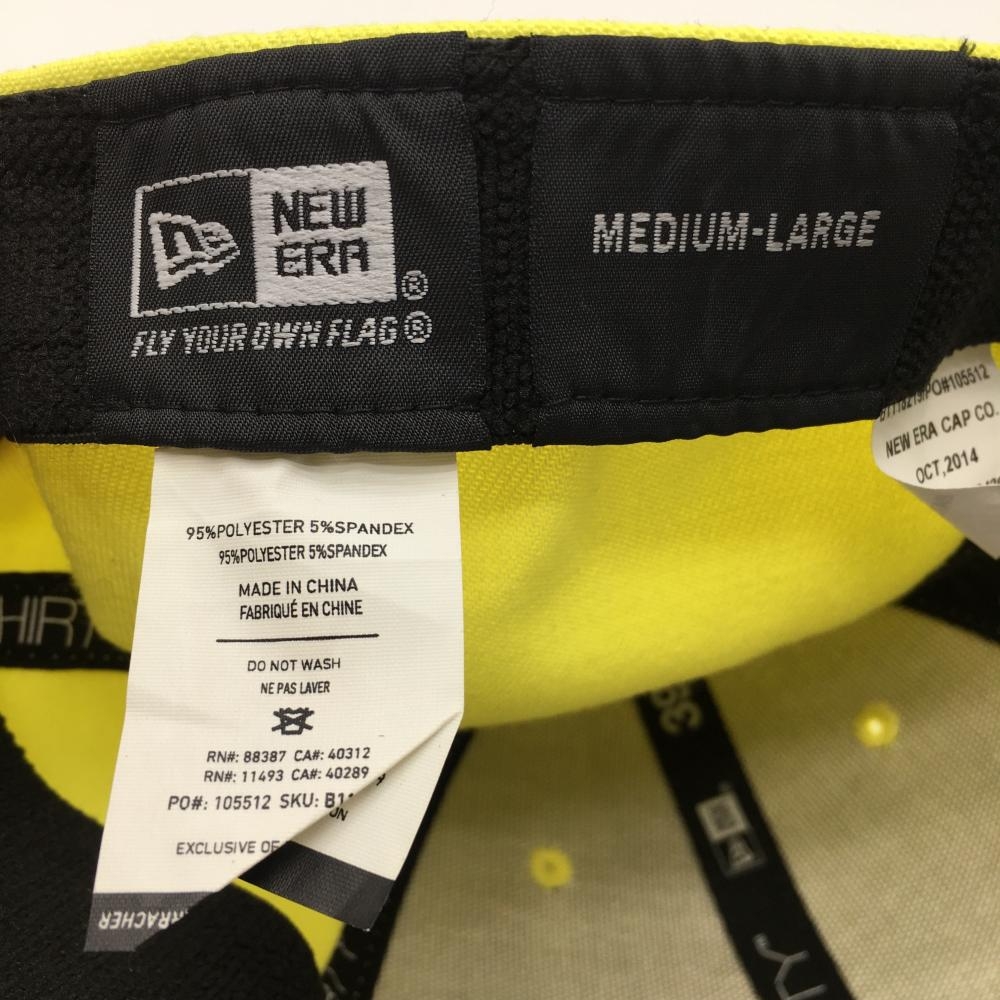 NEW
ERA
®
FLY YOUR OWN FLAG®
MEDIUM-LARGE
PO#105512
NEW ERA CAP CO.
OCT,2014
95%POLYESTER 5%SPANDEX
95%POLYESTER 5%SPANDEX
MADE IN CHINA
FABRIQUÉ EN CHINE
DO NOT WASH
NE PAS LAVER
RN#: 88387 CA#: 40312
RN#: 11493 CA#: 40289
PO#: 105512 SKU:
EXCLUSIVE OF